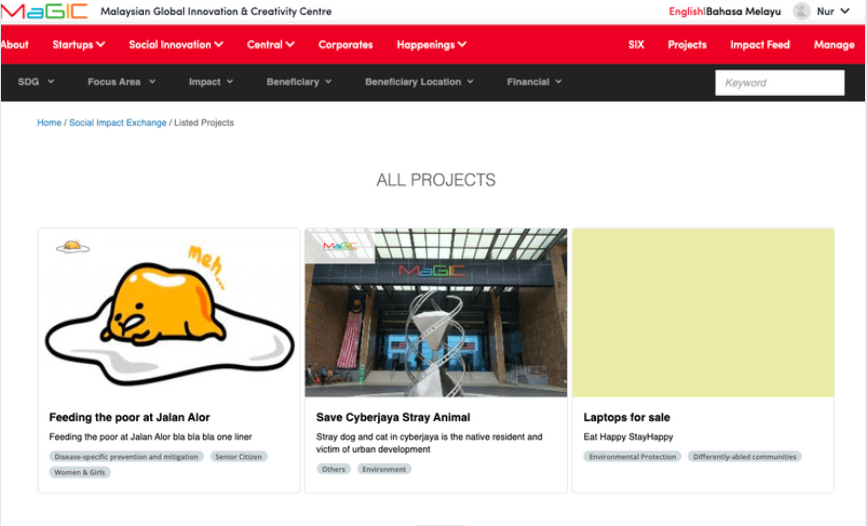 MaGIC Malaysian Global Innovation & Creativity Centre English|Bahasa Melayu Nur
About Startups Social Innovation Central Corporates Happenings SIX Projects Impact Feed Manage
SDG Focus Area Impact Beneficiary Beneficiary Location Financial Keyword
Home / Social Impact Exchange / Listed Projects
ALL PROJECTS
meh...
MaGIC
MaGIC
Feeding the poor at Jalan Alor
Feeding the poor at Jalan Alor bla bla bla one liner
Disease-specific prevention and mitigation Senior Citizen
Women & Girls
Save Cyberjaya Stray Animal
Stray dog and cat in cyberjaya is the native resident and
victim of urban development
Others Environment
Laptops for sale
Eat Happy StayHappy
Environmental Protection Differently-abled communities